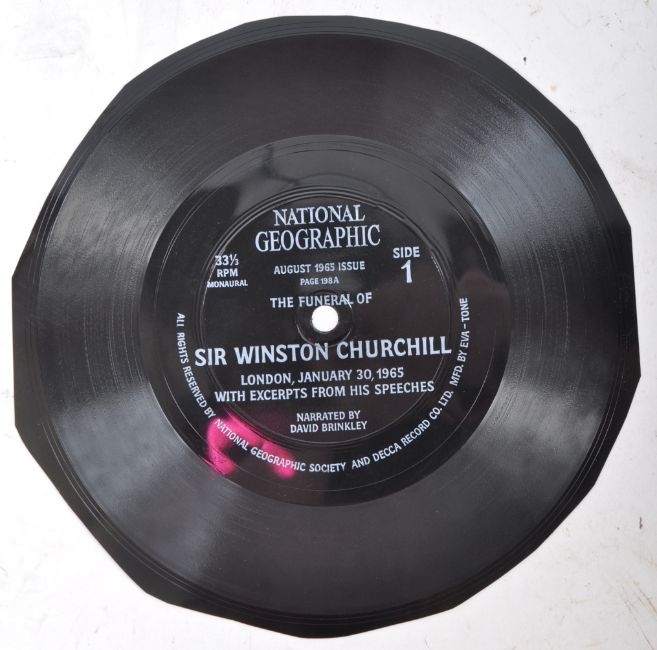 NATIONAL
GEOGRAPHIC
33⅓
RPM
MONAURAL
AUGUST 1965 ISSUE
PAGE 198A
SIDE
1
THE FUNERAL OF
SIR WINSTON CHURCHILL
LONDON, JANUARY 30, 1965
WITH EXCERPTS FROM HIS SPEECHES
NARRATED BY
DAVID BRINKLEY
ALL RIGHTS RESERVED BY NATIONAL GEOGRAPHIC SOCIETY AND DECCA RECORD CO. LTD. MFD. BY EVA-TONE